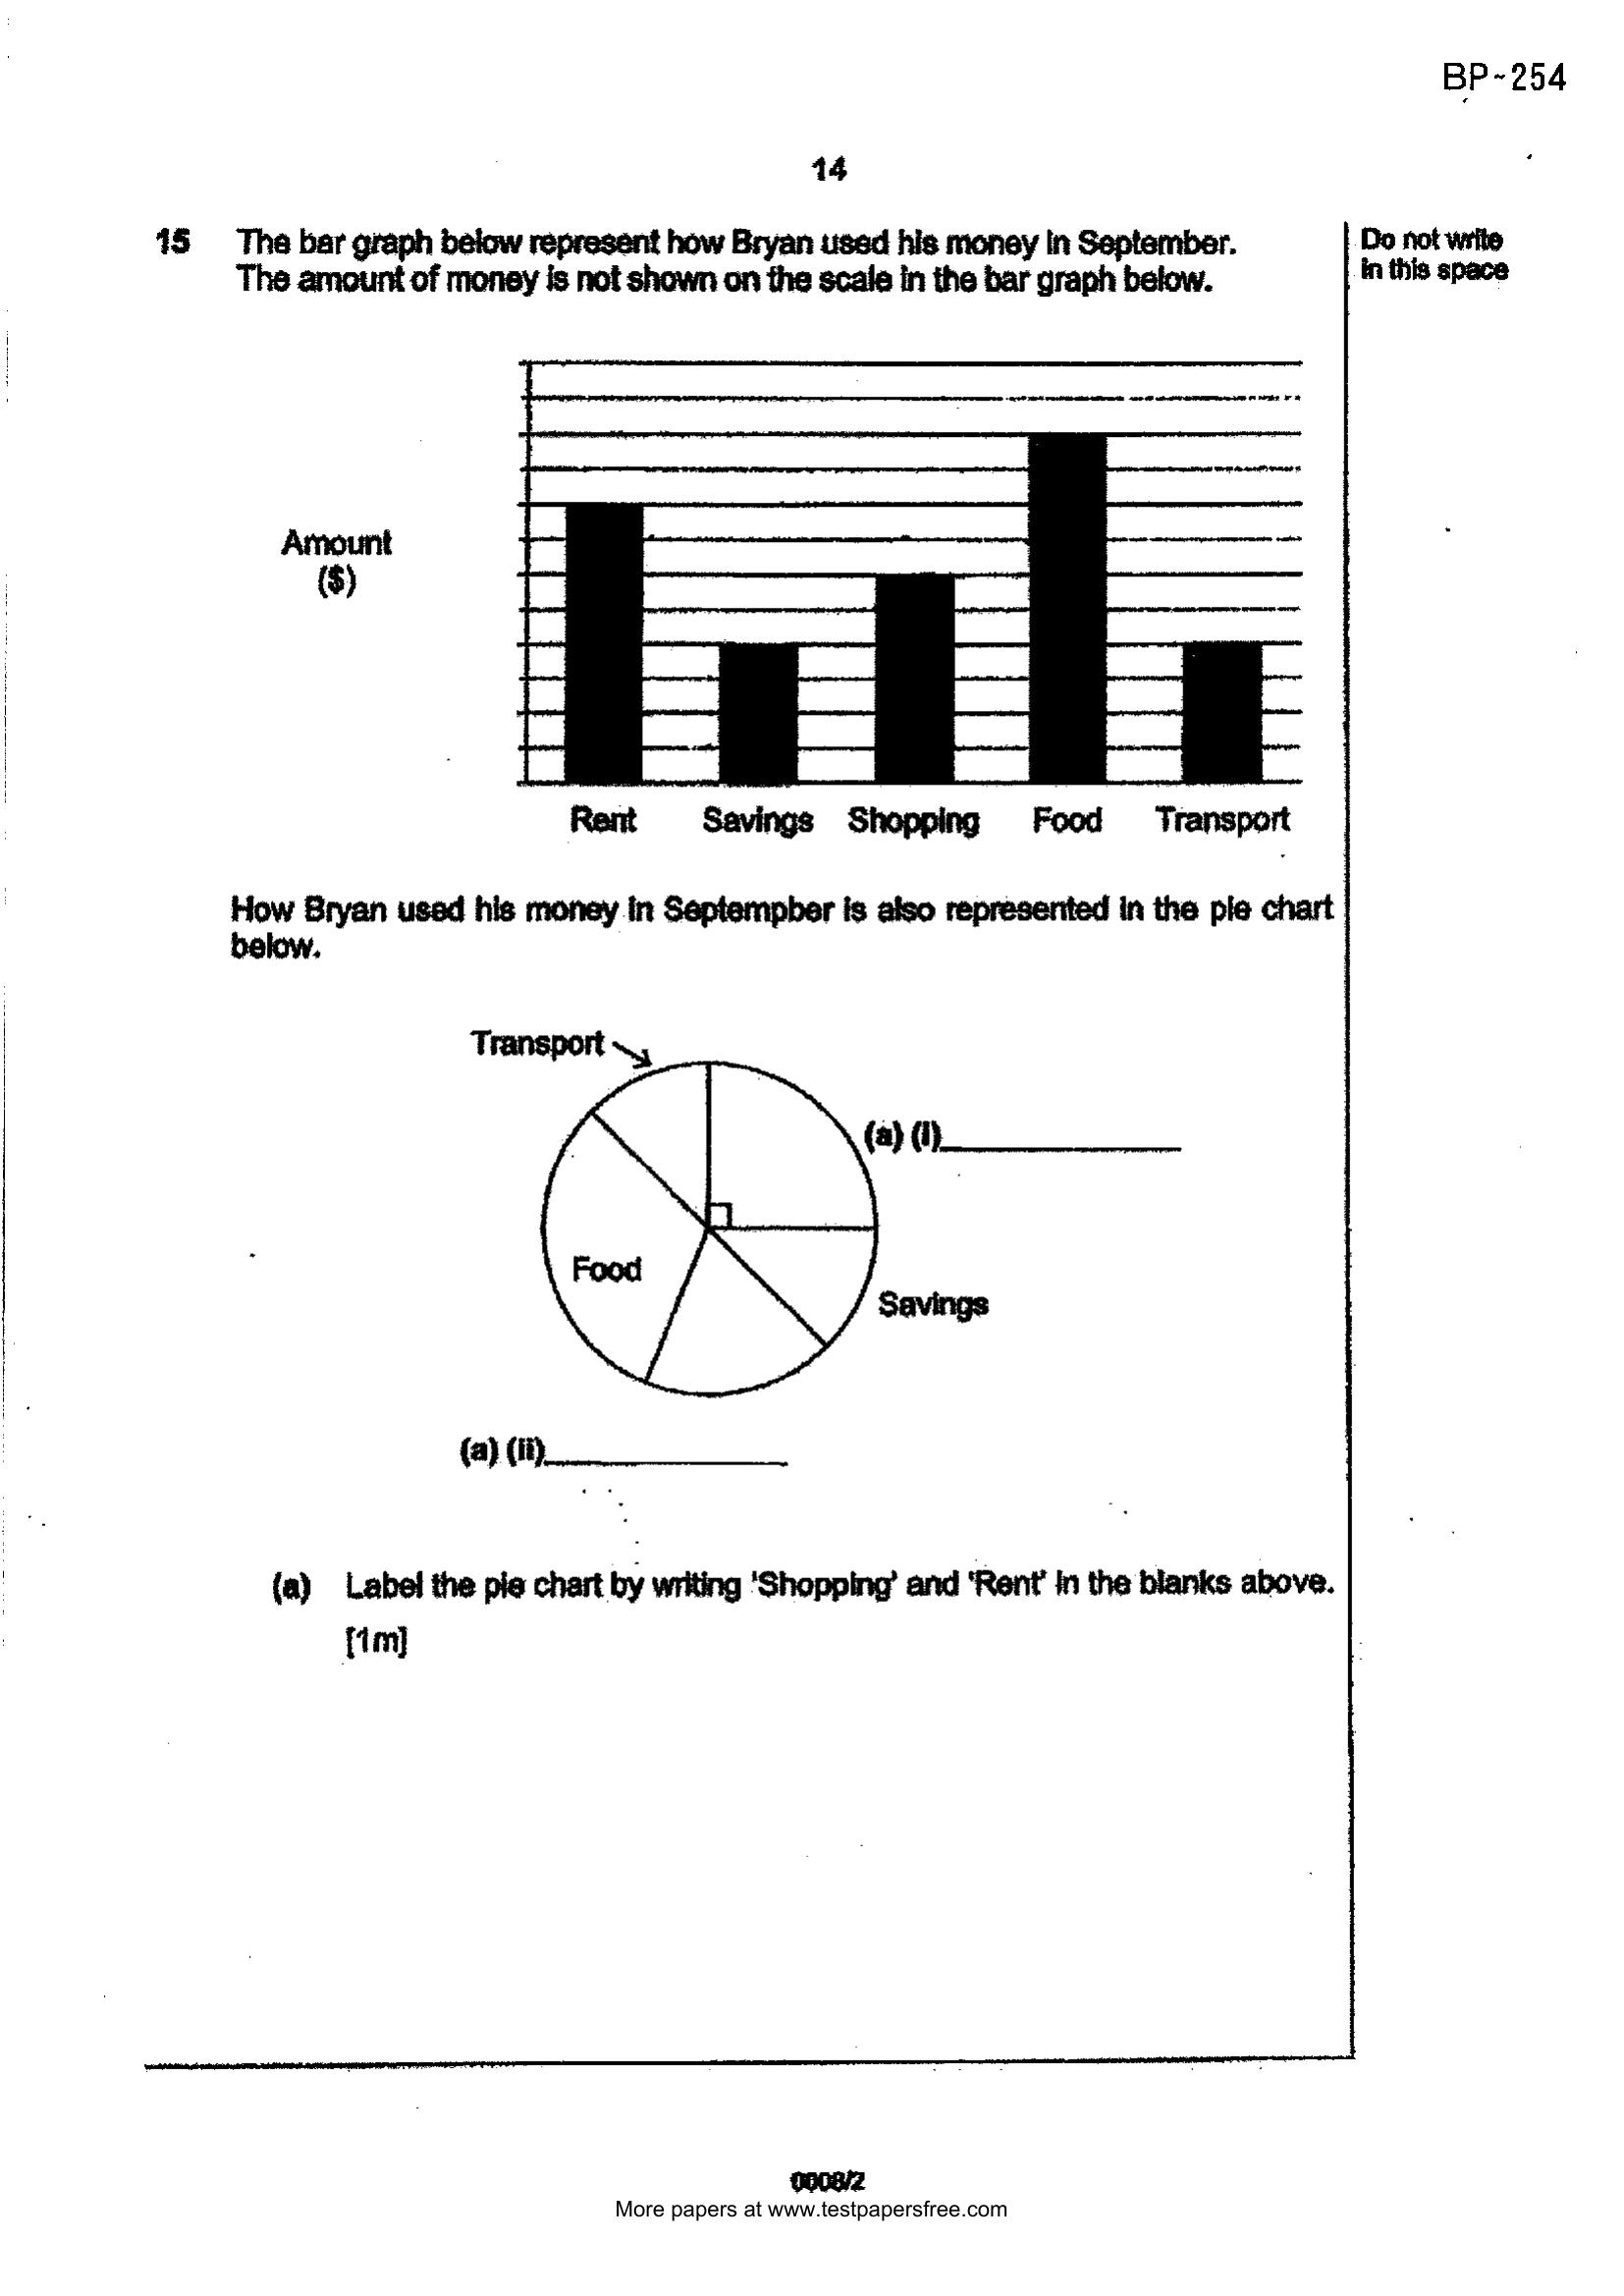 BP-254
14
15 The bar graph below represent how Bryan used his money in September.
The amount of money is not shown on the scale in the bar graph below.
Do not write
in this space
Amount
($)
Rent Savings Shopping Food Transport
How Bryan used his money in Septempber is also represented in the pie chart
below.
Transport
(a) (i)
Food
Savings
(a) (ii)
(a) Label the pie chart by writing 'Shopping' and 'Rent' in the blanks above.
[1m]
0008/2
More papers at www.testpapersfree.com